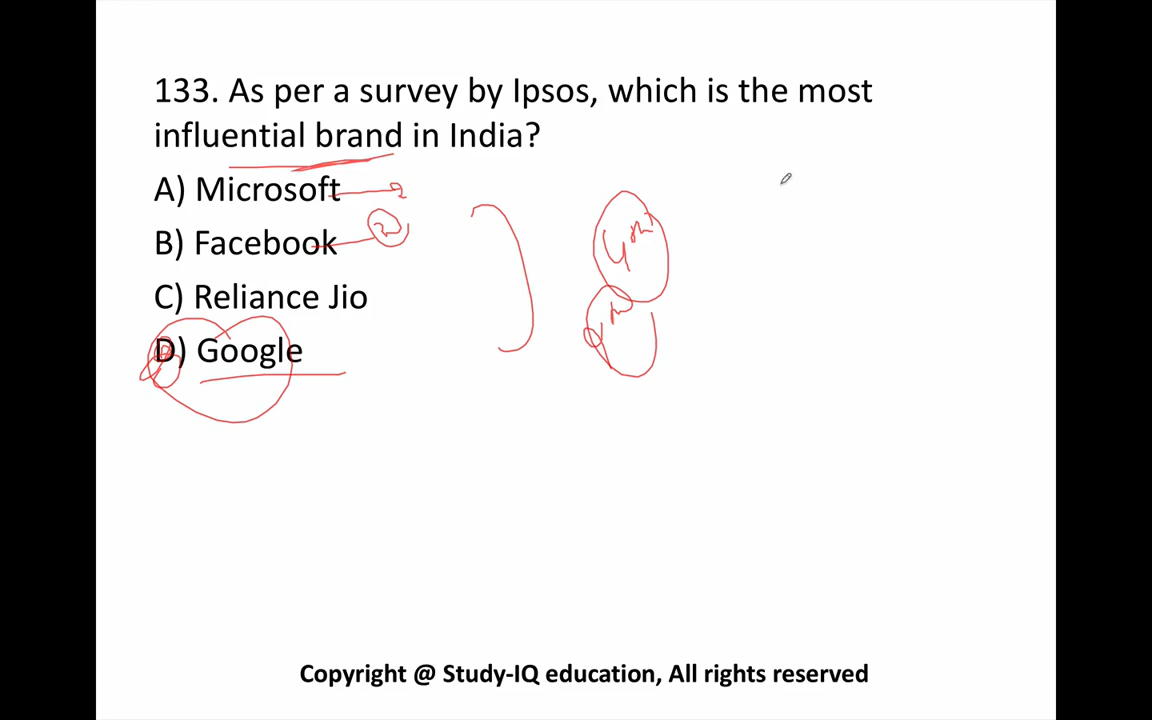 133. As per a survey by Ipsos, which is the most
influential brand in India?
A) Microsoft
B) Facebook
C) Reliance Jio
D) Google
Copyright @ Study-IQ education, All rights reserved